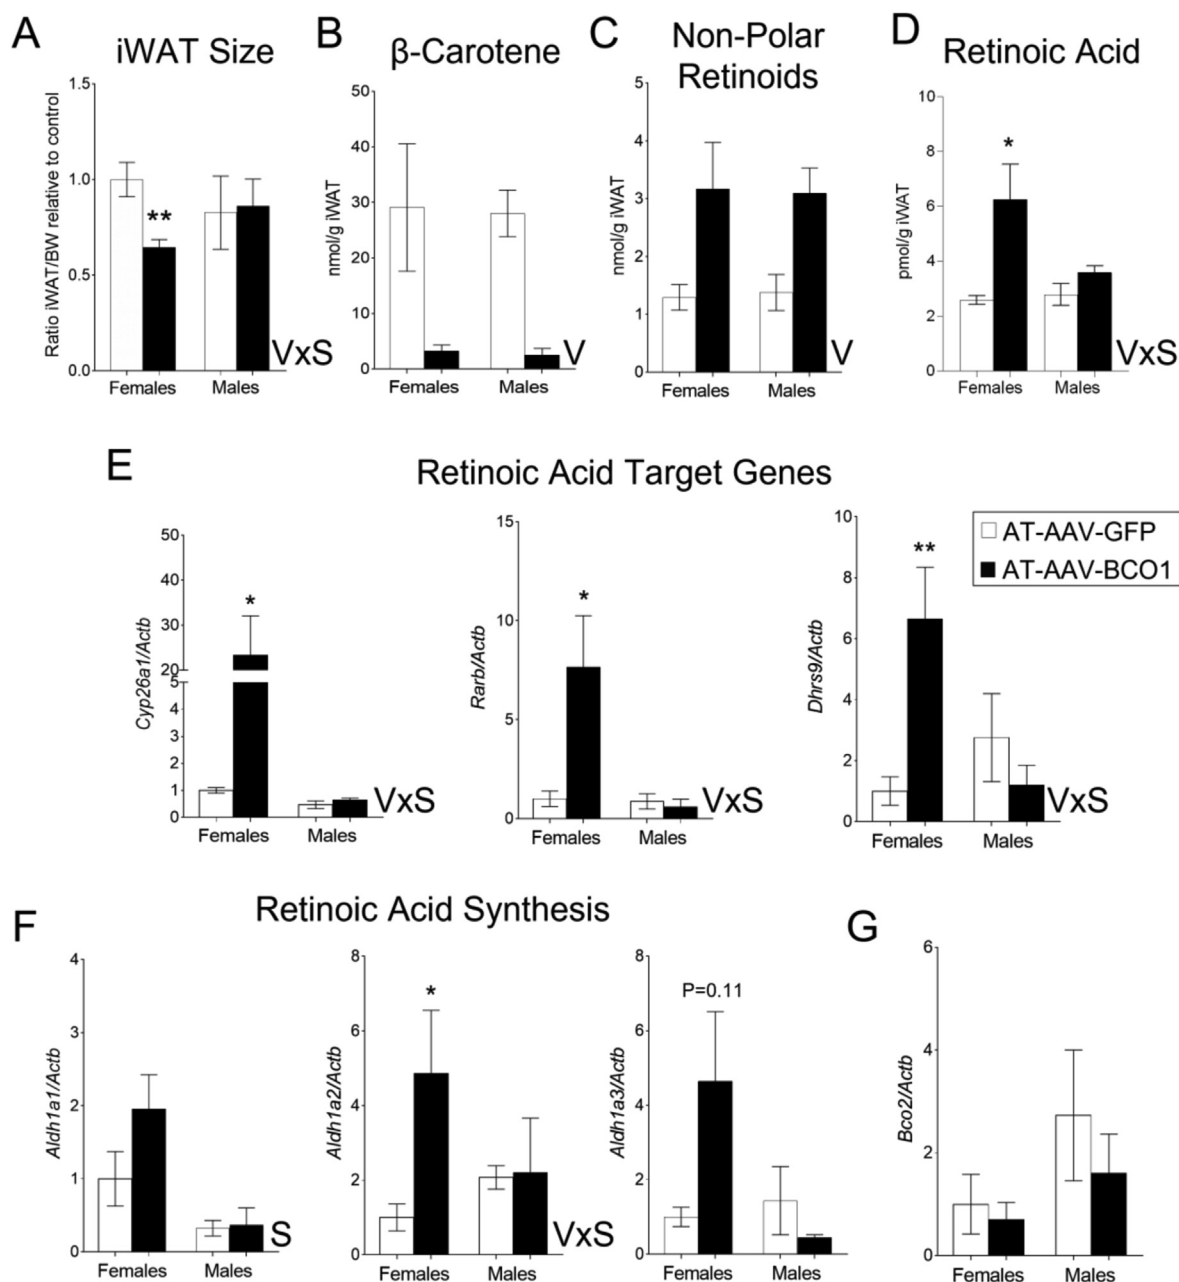 A
iWAT Size
Ratio iWAT/BW relative to control
1.5
1.0
0.5
0.0
**
Females
Males
VxS
B
β-Carotene
nmol/g iWAT
50
40
30
20
10
0
Females
Males
V
C
Non-Polar
Retinoids
nmol/g iWAT
5
4
3
2
1
0
Females
Males
V
D
Retinoic Acid
pmol/g iWAT
10
8
6
4
2
0
*
Females
Males
VxS
E
Retinoic Acid Target Genes
Cyp26a1/Actb
50
40
30
20
5
4
3
2
1
0
*
Females
Males
VxS
Rarb/Actb
15
10
5
0
*
Females
Males
VxS
Dhrs9/Actb
10
8
6
4
2
0
**
Females
Males
VxS
AT-AAV-GFP
AT-AAV-BCO1
F
Retinoic Acid Synthesis
Aldh1a1/Actb
4
3
2
1
0
Females
Males
S
Aldh1a2/Actb
8
6
4
2
0
*
Females
Males
VxS
Aldh1a3/Actb
8
6
4
2
0
P=0.11
Females
Males
G
Bco2/Actb
6
4
2
0
Females
Males